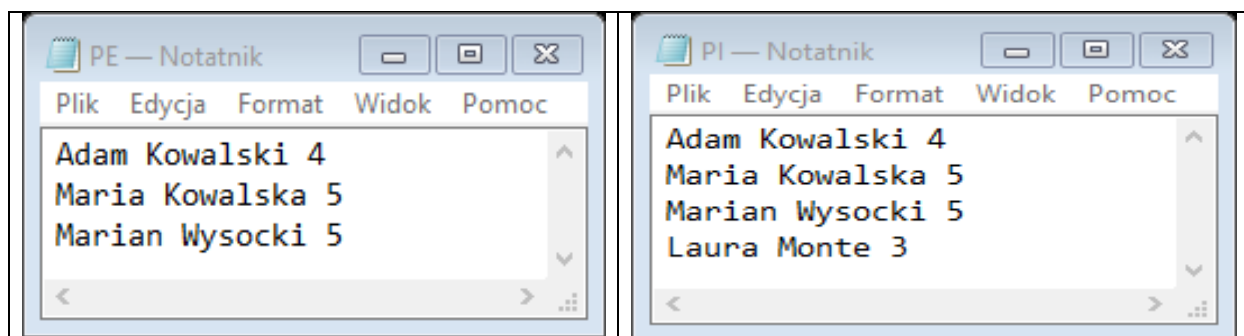 PE — Notatnik
Plik Edycja Format Widok Pomoc
Adam Kowalski 4
Maria Kowalska 5
Marian Wysocki 5
PI — Notatnik
Plik Edycja Format Widok Pomoc
Adam Kowalski 4
Maria Kowalska 5
Marian Wysocki 5
Laura Monte 3